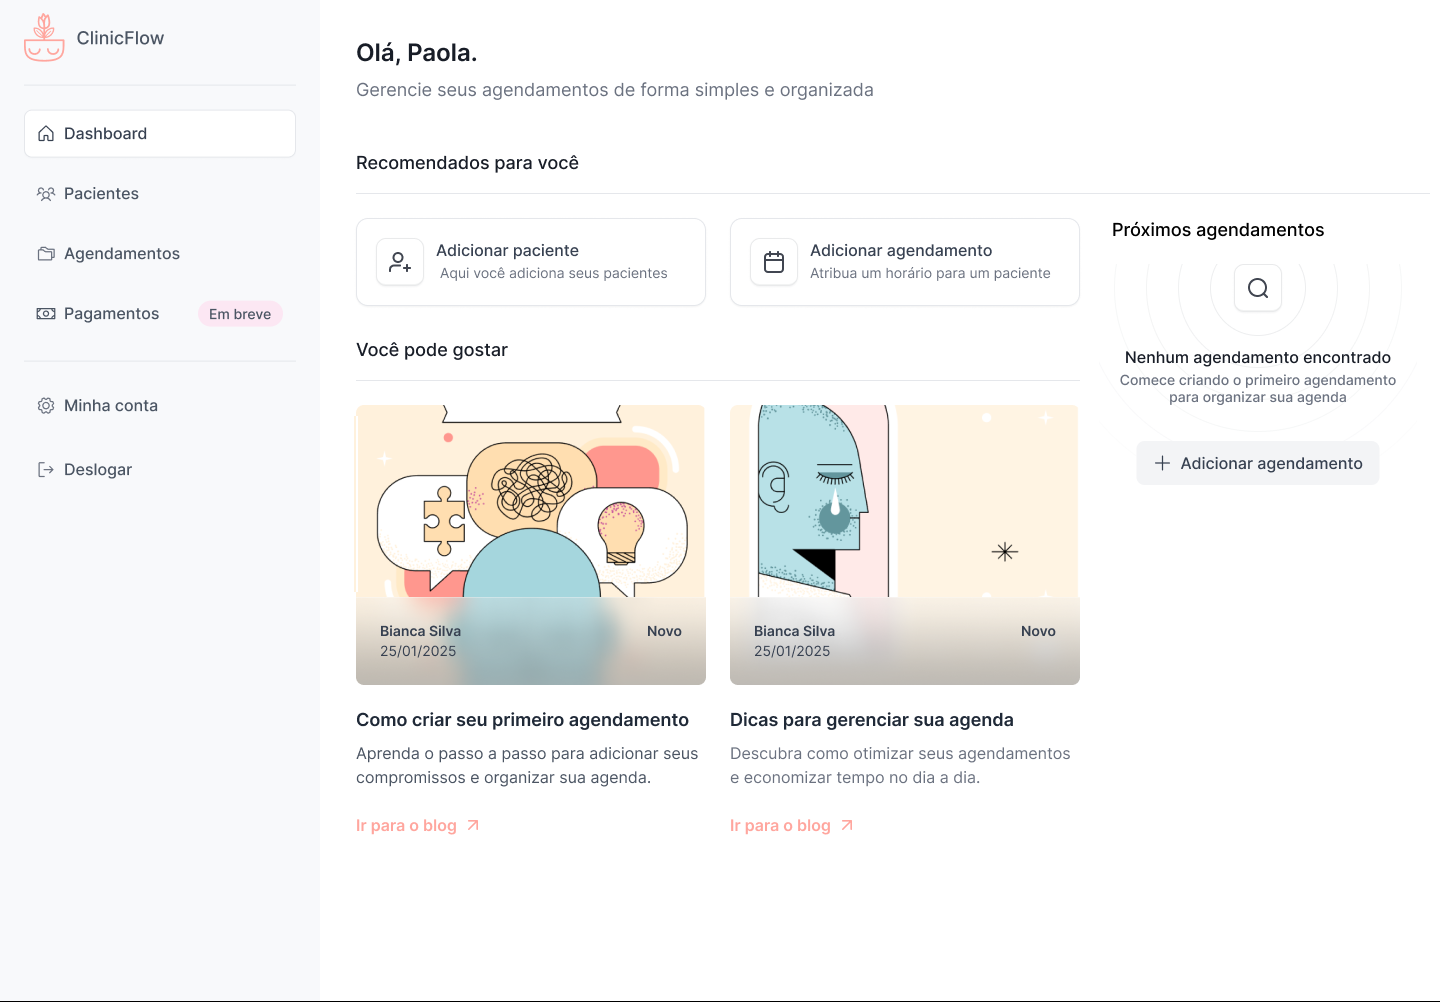 ClinicFlow
Dashboard
Pacientes
Agendamentos
Pagamentos
Em breve
Minha conta
Deslogar
Olá, Paola.
Gerencie seus agendamentos de forma simples e organizada
Recomendados para você
Adicionar paciente
Aqui você adiciona seus pacientes
Adicionar agendamento
Atribua um horário para um paciente
Você pode gostar
Bianca Silva
25/01/2025
Novo
Como criar seu primeiro agendamento
Aprenda o passo a passo para adicionar seus
compromissos e organizar sua agenda.
Ir para o blog
Bianca Silva
25/01/2025
Novo
Dicas para gerenciar sua agenda
Descubra como otimizar seus agendamentos
e economizar tempo no dia a dia.
Ir para o blog
Próximos agendamentos
Nenhum agendamento encontrado
Comece criando o primeiro agendamento
para organizar sua agenda
Adicionar agendamento